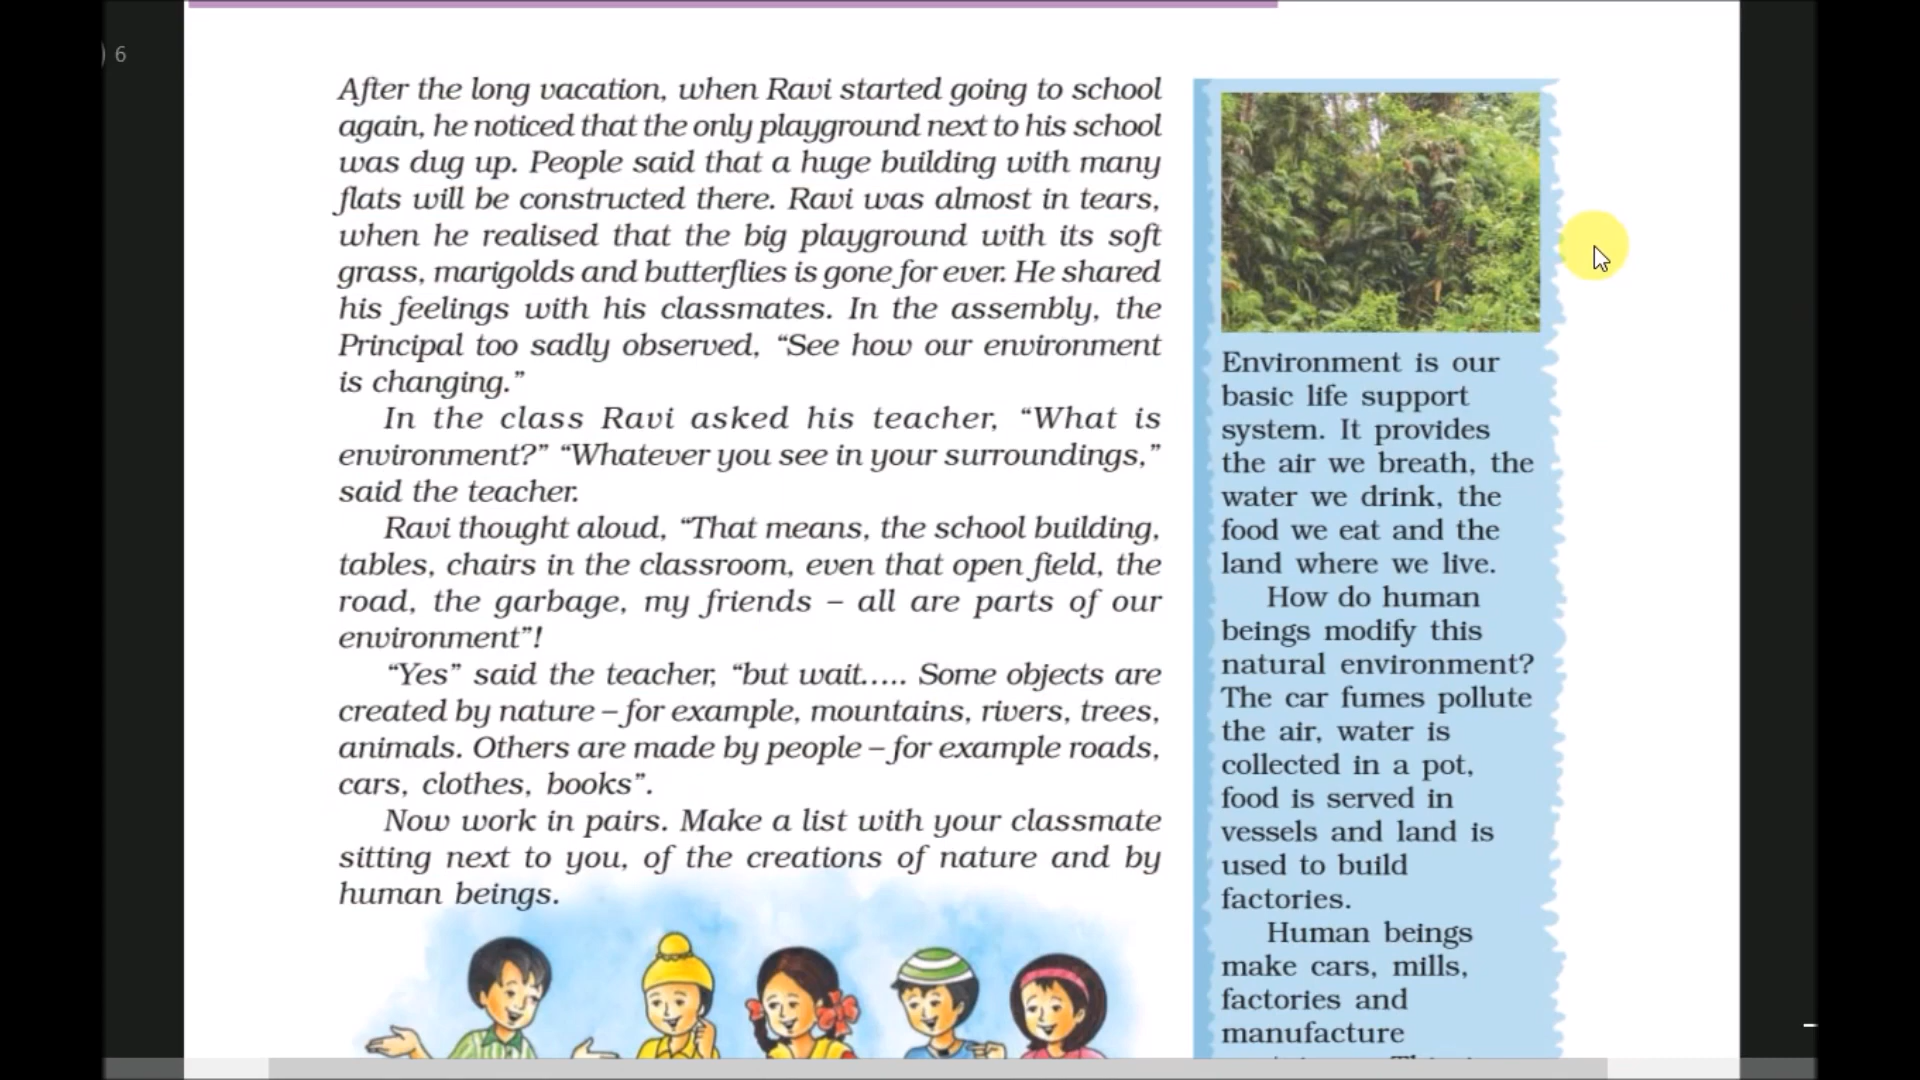 6
After the long vacation, when Ravi started going to school
again, he noticed that the only playground next to his school
was dug up. People said that a huge building with many
flats will be constructed there. Ravi was almost in tears,
when he realised that the big playground with its soft
grass, marigolds and butterflies is gone for ever. He shared
his feelings with his classmates. In the assembly, the
Principal too sadly observed, “See how our environment
is changing.”
In the class Ravi asked his teacher, “What is
environment?” “Whatever you see in your surroundings,”
said the teacher.
Ravi thought aloud, “That means, the school building,
tables, chairs in the classroom, even that open field, the
road, the garbage, my friends – all are parts of our
environment”!
“Yes” said the teacher, “but wait..... Some objects are
created by nature – for example, mountains, rivers, trees,
animals. Others are made by people – for example roads,
cars, clothes, books”.
Now work in pairs. Make a list with your classmate
sitting next to you, of the creations of nature and by
human beings.
Environment is our
basic life support
system. It provides
the air we breath, the
water we drink, the
food we eat and the
land where we live.
How do human
beings modify this
natural environment?
The car fumes pollute
the air, water is
collected in a pot,
food is served in
vessels and land is
used to build
factories.
Human beings
make cars, mills,
factories and
manufacture